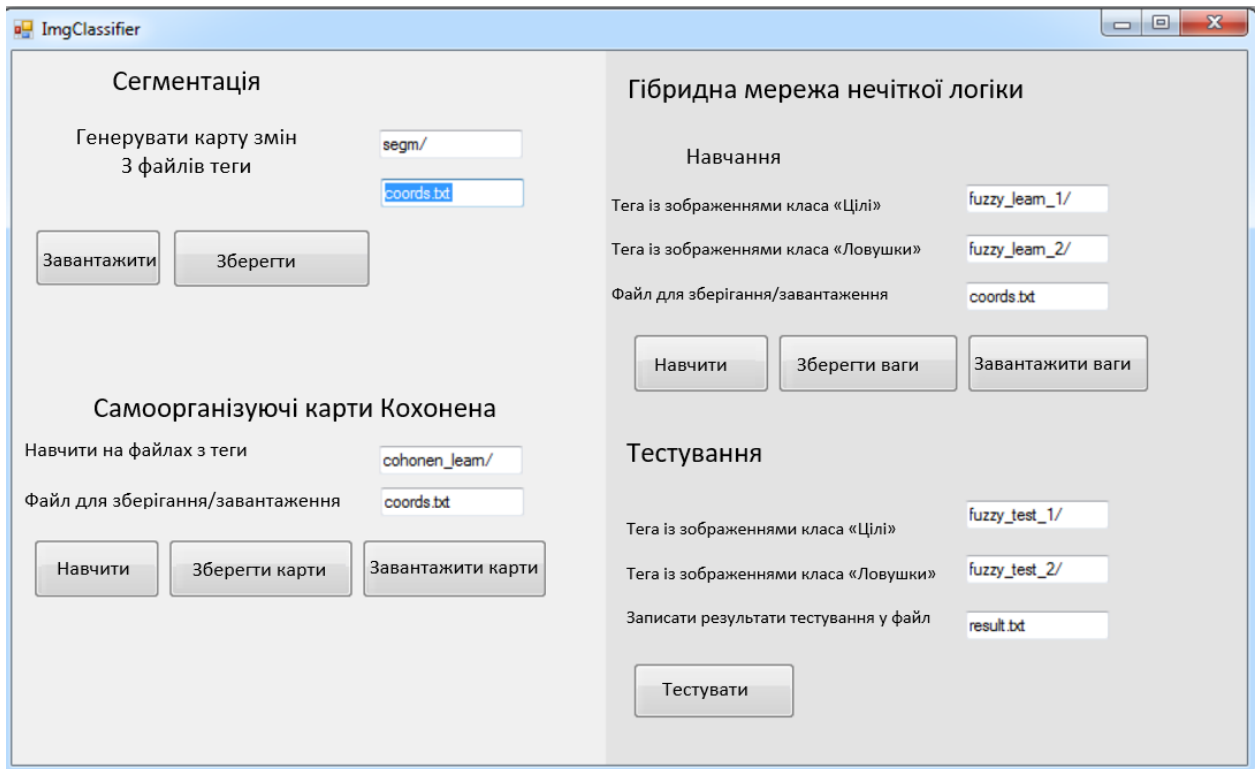 ImgClassifier
Сегментація
Генерувати карту змін
З файлів теги
segm/
coords.txt
Завантажити
Зберегти
Самоорганізуючі карти Кохонена
Навчити на файлах з теги
cohonen_learn/
Файл для зберігання/завантаження
coords.txt
Навчити
Зберегти карти
Завантажити карти
Гібридна мережа нечіткої логіки
Навчання
Тега із зображеннями класа «Цілі»
fuzzy_learn_1/
Тега із зображеннями класа «Ловушки»
fuzzy_learn_2/
Файл для зберігання/завантаження
coords.txt
Навчити
Зберегти ваги
Завантажити ваги
Тестування
Тега із зображеннями класа «Цілі»
fuzzy_test_1/
Тега із зображеннями класа «Ловушки»
fuzzy_test_2/
Записати результати тестування у файл
result.txt
Тестувати